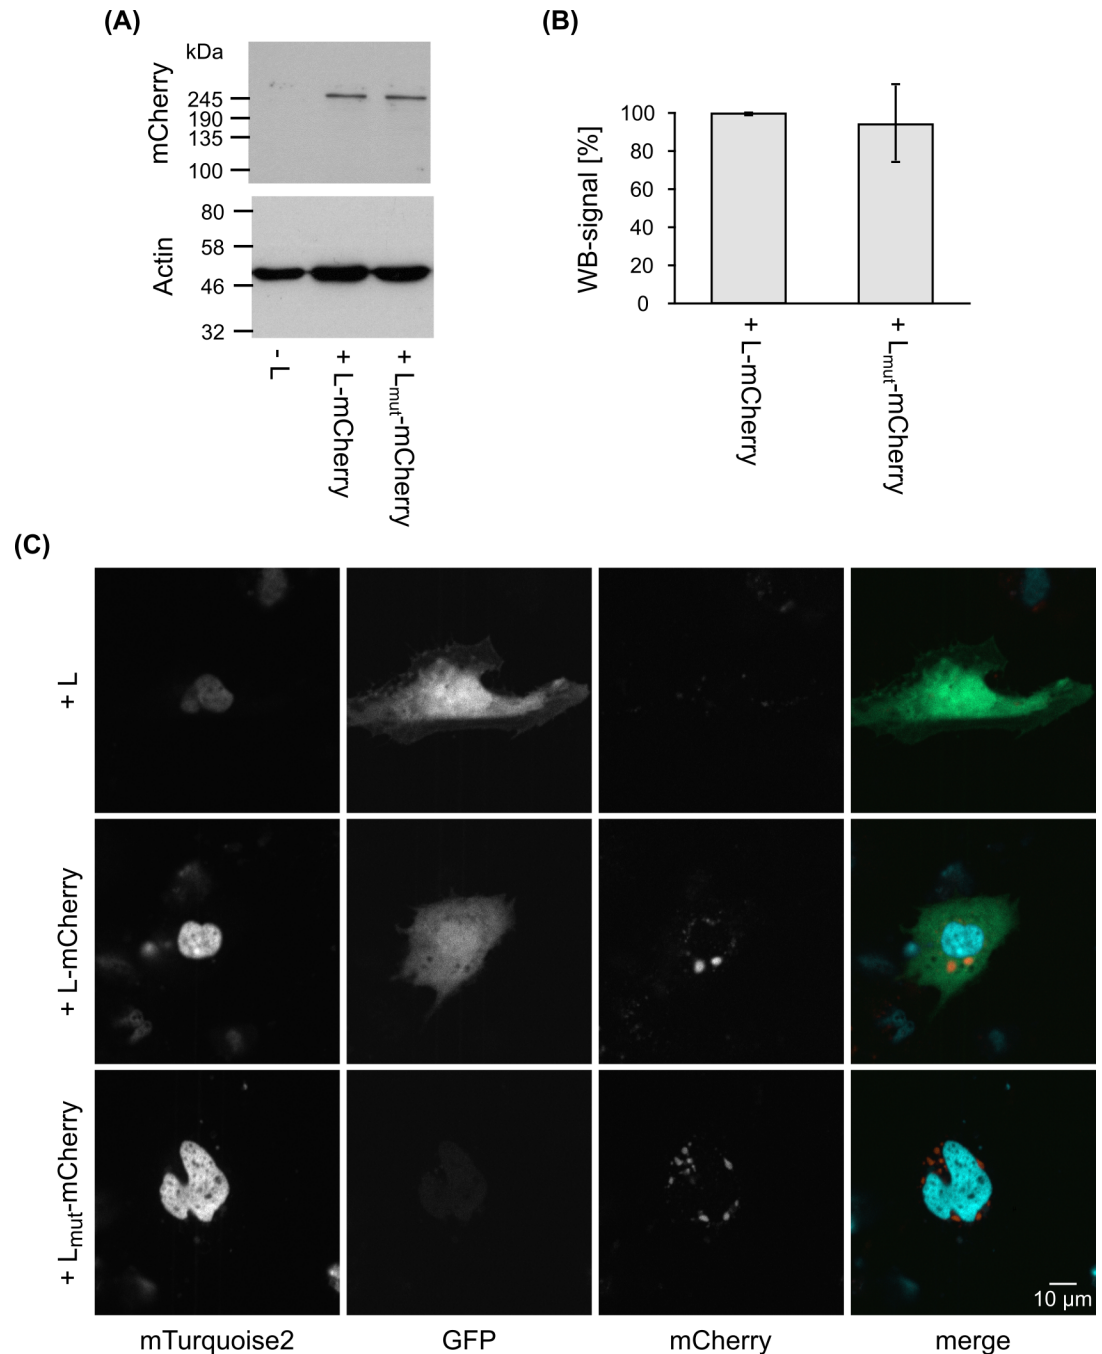 (A)
kDa
mCherry
245
190
135
100
Actin
80
58
46
32
- L
+ L-mCherry
+ Lmut-mCherry
(B)
WB-signal [%]
100
80
60
40
20
0
+ L-mCherry
+ Lmut-mCherry
(C)
+ L
+ L-mCherry
+ Lmut-mCherry
10 µm
mTurquoise2
GFP
mCherry
merge